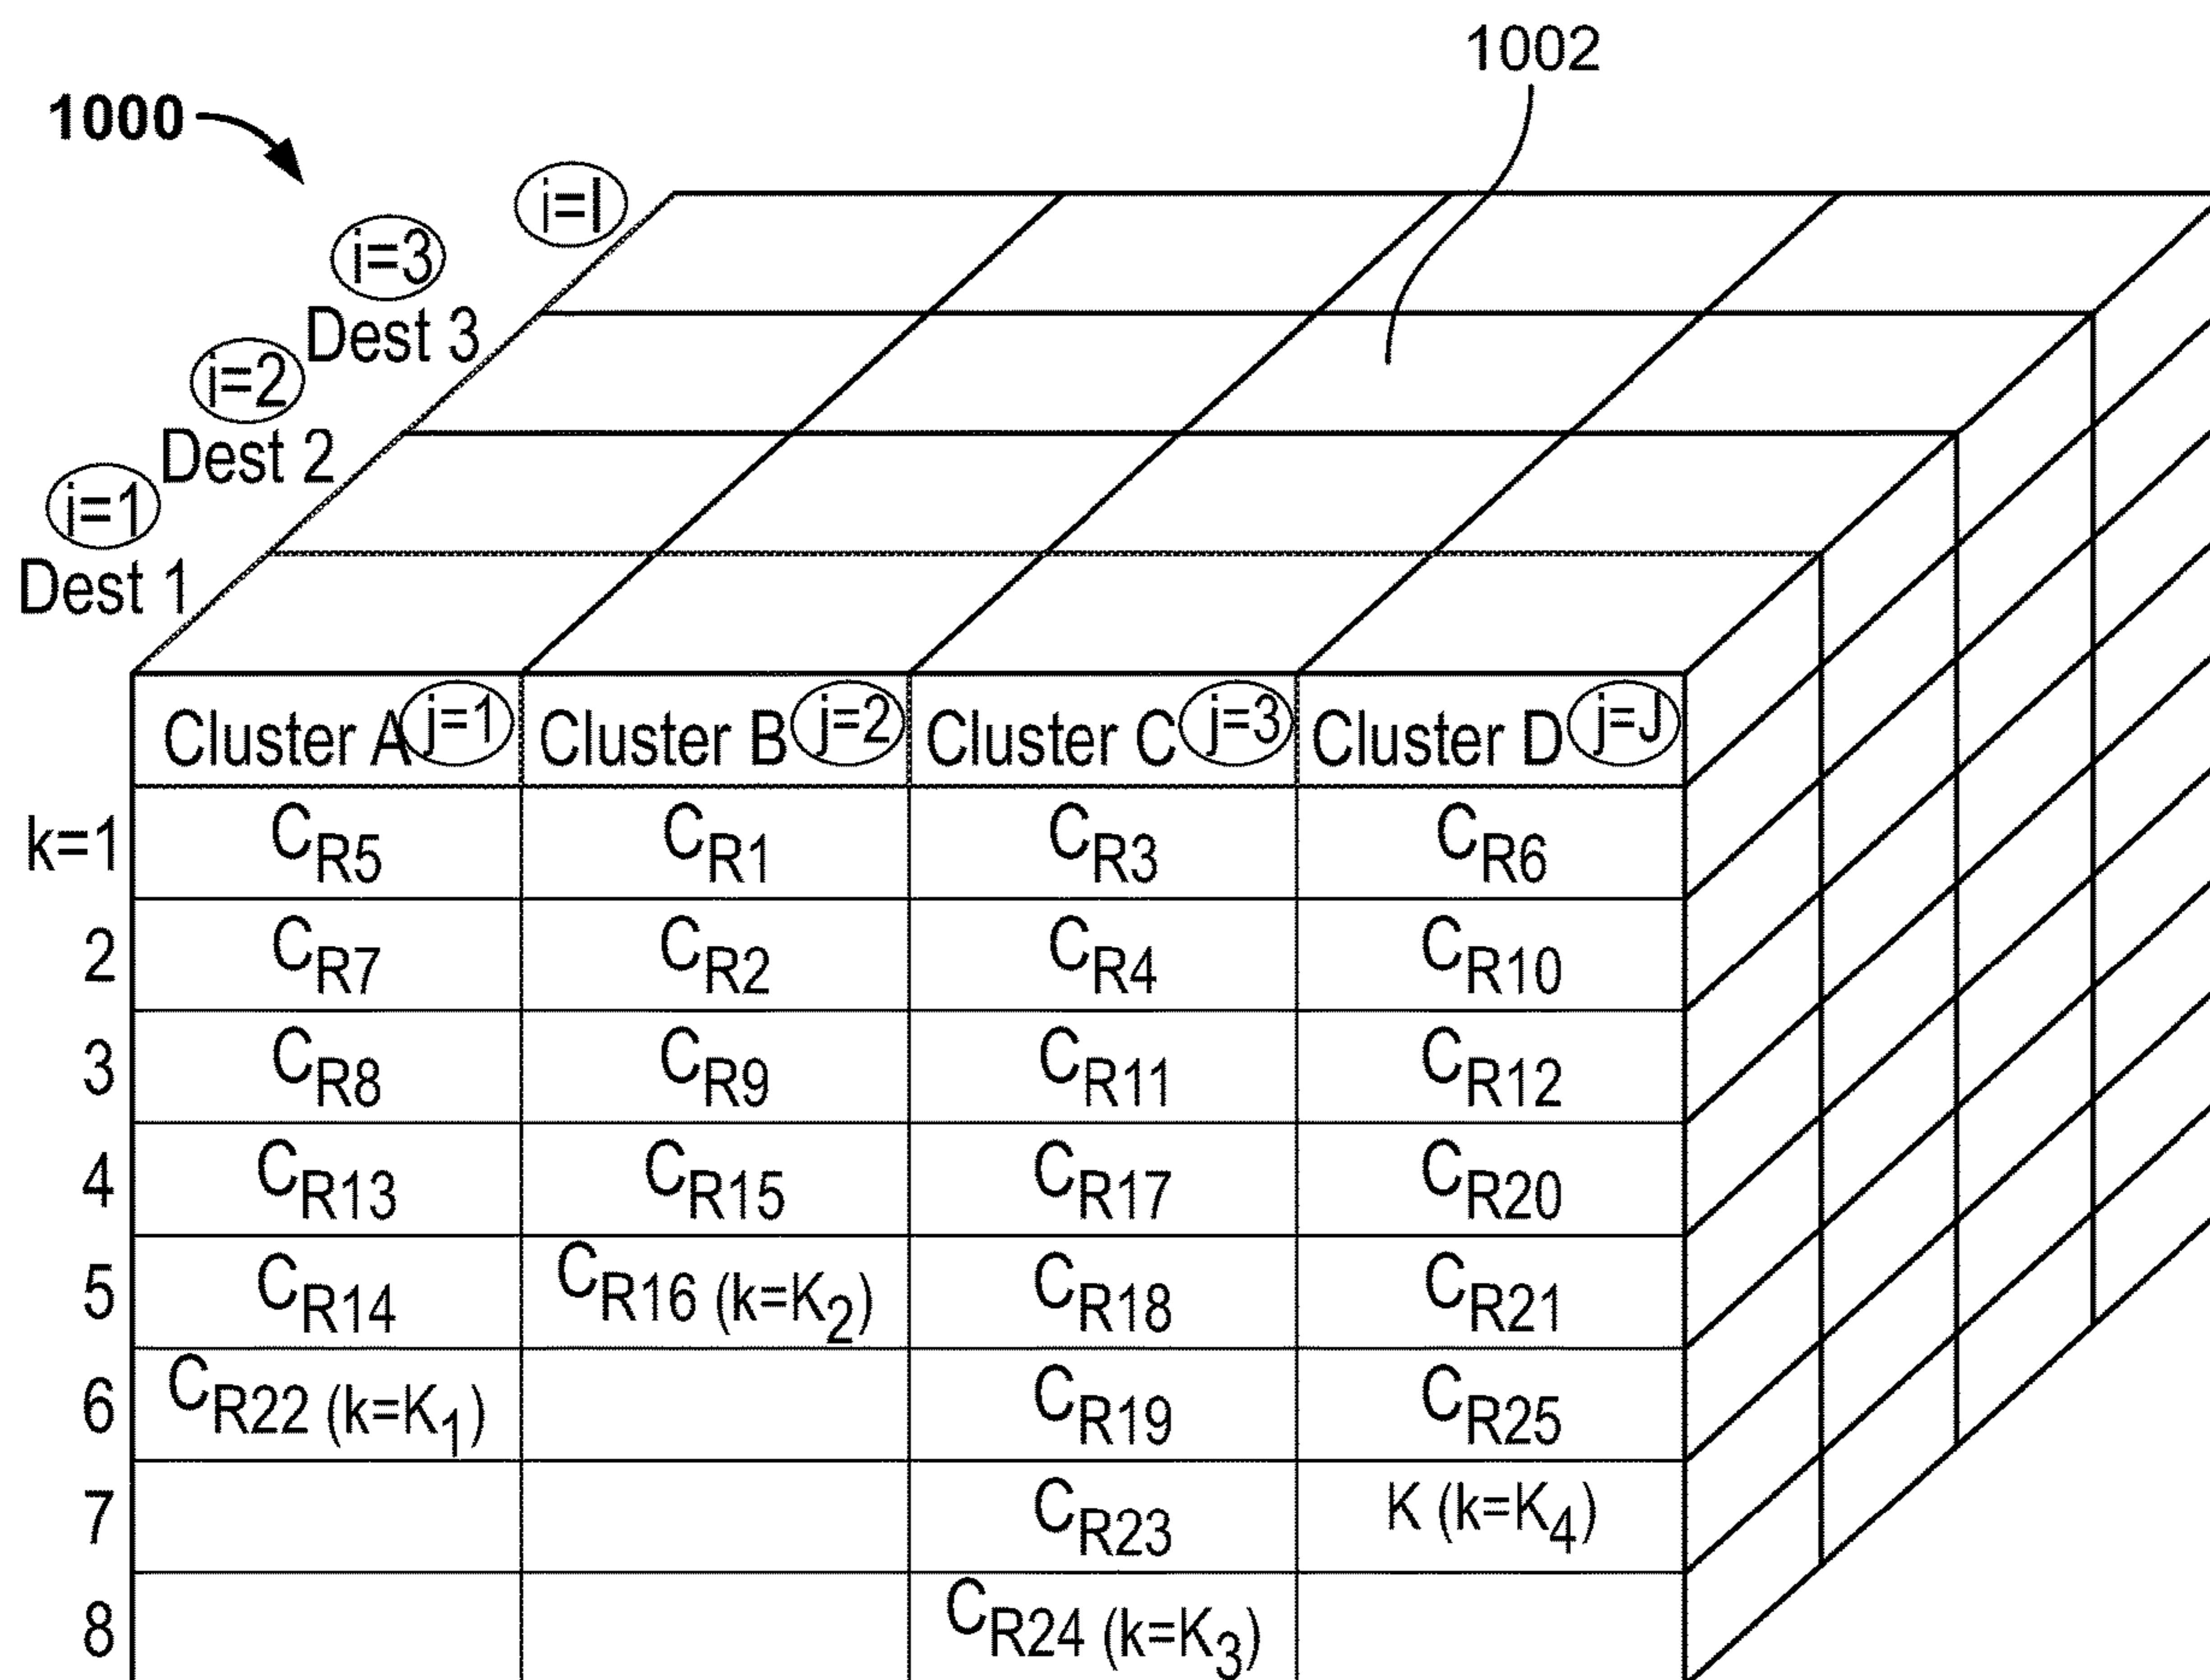 1002
1000
i=I
i=3
Dest 3
i=2
Dest 2
i=1
Dest 1
Cluster A j=1 Cluster B j=2 Cluster C j=3 Cluster D j=J
k=1 CR5 CR1 CR3 CR6
2 CR7 CR2 CR4 CR10
3 CR8 CR9 CR11 CR12
4 CR13 CR15 CR17 CR20
5 CR14 CR16 (k=K2) CR18 CR21
6 CR22 (k=K1) CR19 CR25
7 CR23 K (k=K4)
8 CR24 (k=K3)